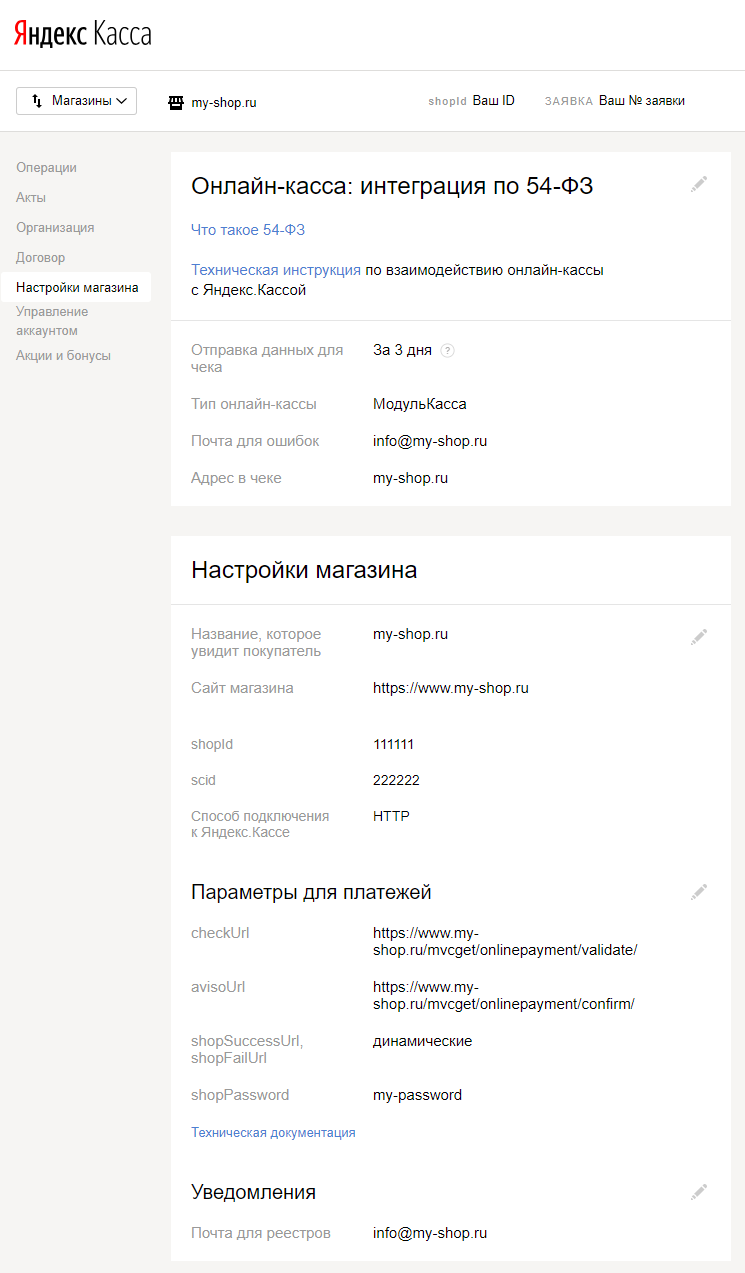 Яндекс Касса
Магазины
my-shop.ru
shopId Ваш ID
ЗАЯВКА Ваш № заявки
Операции
Акты
Организация
Договор
Настройки магазина
Управление
аккаунтом
Акции и бонусы
Онлайн-касса: интеграция по 54-ФЗ
Что такое 54-ФЗ
Техническая инструкция по взаимодействию онлайн-кассы
с Яндекс.Кассой
Отправка данных для
чека
За 3 дня ?
Тип онлайн-кассы
МодульКасса
Почта для ошибок
info@my-shop.ru
Адрес в чеке
my-shop.ru
Настройки магазина
Название, которое
увидит покупатель
my-shop.ru
Сайт магазина
https://www.my-shop.ru
shopId
111111
scid
222222
Способ подключения
к Яндекс.Кассе
HTTP
Параметры для платежей
checkUrl
https://www.my-
shop.ru/mvcget/onlinepayment/validate/
avisoUrl
https://www.my-
shop.ru/mvcget/onlinepayment/confirm/
shopSuccessUrl,
shopFailUrl
динамические
shopPassword
my-password
Техническая документация
Уведомления
Почта для реестров
info@my-shop.ru